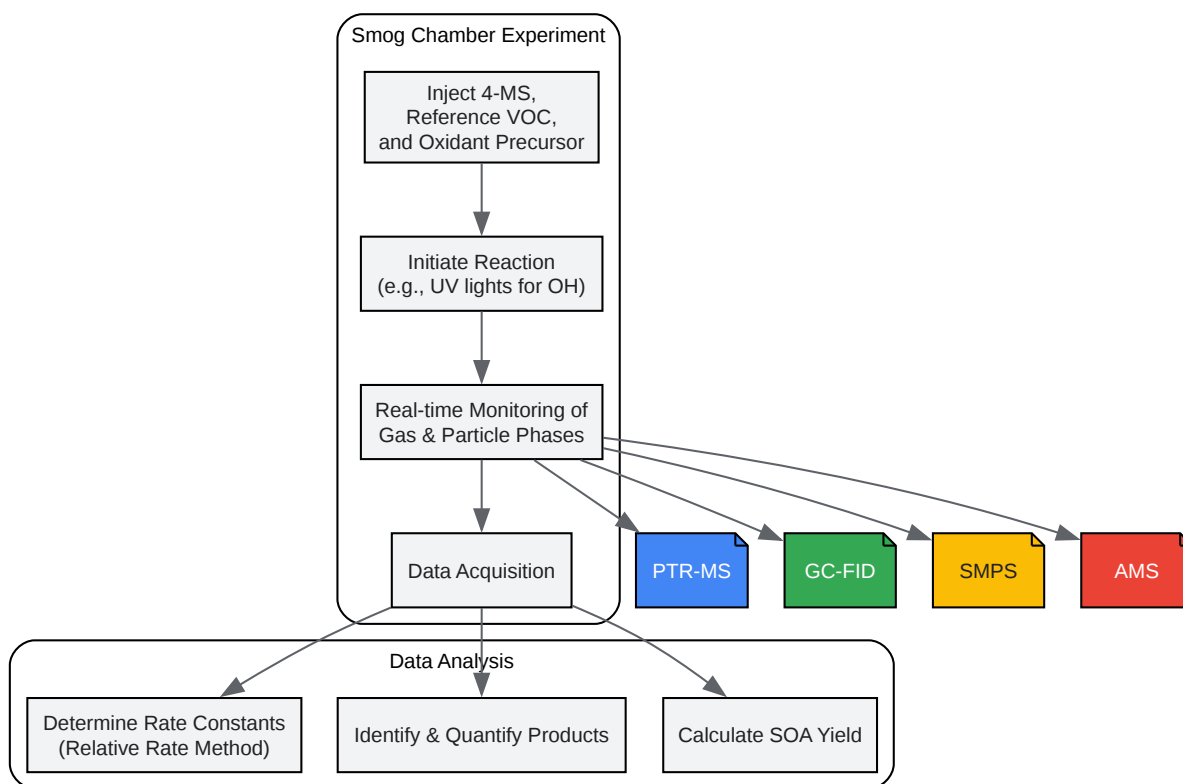 Smog Chamber Experiment
Inject 4-MS,
Reference VOC,
and Oxidant Precursor
Initiate Reaction
(e.g., UV lights for OH)
Real-time Monitoring of
Gas & Particle Phases
Data Acquisition
PTR-MS
GC-FID
SMPS
AMS
Data Analysis
Determine Rate Constants
(Relative Rate Method)
Identify & Quantify Products
Calculate SOA Yield